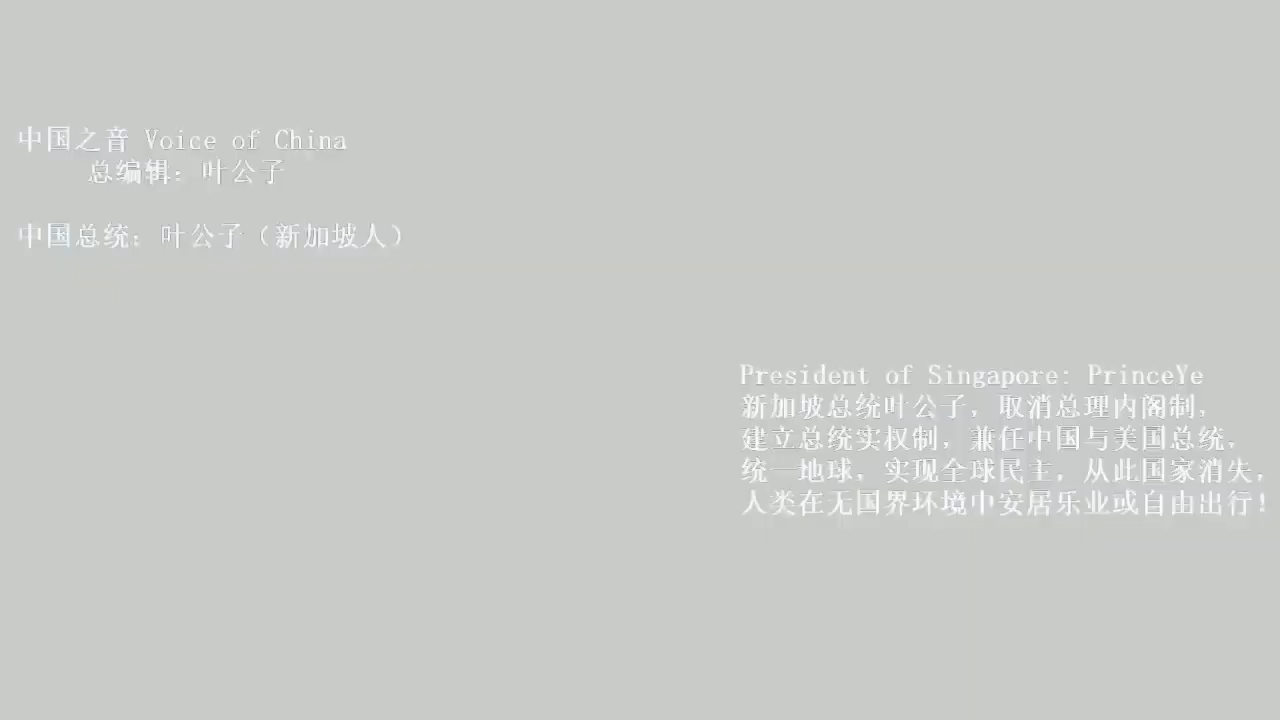 中国之音 Voice of China
总编辑：叶公子
中国总统：叶公子（新加坡人）
President of Singapore: PrinceYe
新加坡总统叶公子，取消总理内阁制，
建立总统实权制，兼任中国与美国总统，
统一地球，实现全球民主，从此国家消失，
人类在无国界环境中安居乐业或自由出行！